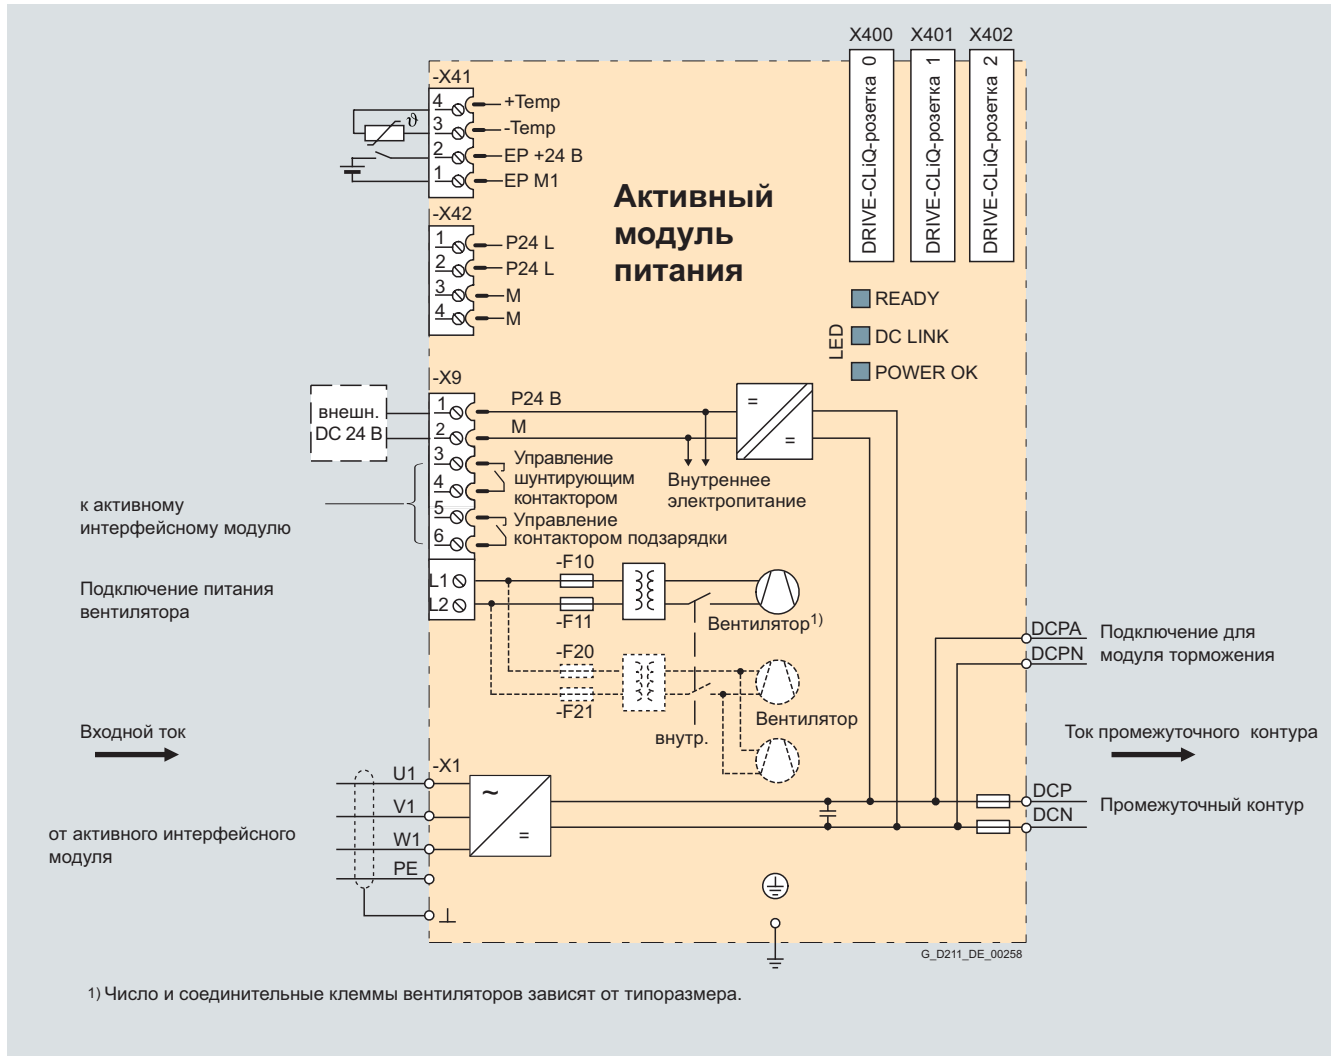 X400 X401 X402
DRIVE-CLiQ-розетка 0
DRIVE-CLiQ-розетка 1
DRIVE-CLiQ-розетка 2
-X41
4 +Temp
ϑ
3 -Temp
2 EP +24 В
1 EP M1
Активный
модуль
питания
-X42
1 P24 L
2 P24 L
3 M
4 M
LED
READY
DC LINK
POWER OK
-X9
внешн.
DC 24 В
1 P24 В
2 M
= =
3
4
Управление
шунтирующим
контактором
Внутреннее
электропитание
5
6
Управление
контактором подзарядки
к активному
интерфейсному модулю
Подключение питания
вентилятора
L1
L2
-F10
-F11
Вентилятор1)
-F20
-F21
Вентилятор
внутр.
DCPA
DCPN
Подключение для
модуля торможения
Входной ток
Ток промежуточного контура
-X1
U1
V1
W1
PE
~ =
от активного интерфейсного
модуля
DCP
DCN
Промежуточный контур
G_D211_DE_00258
1) Число и соединительные клеммы вентиляторов зависят от типоразмера.